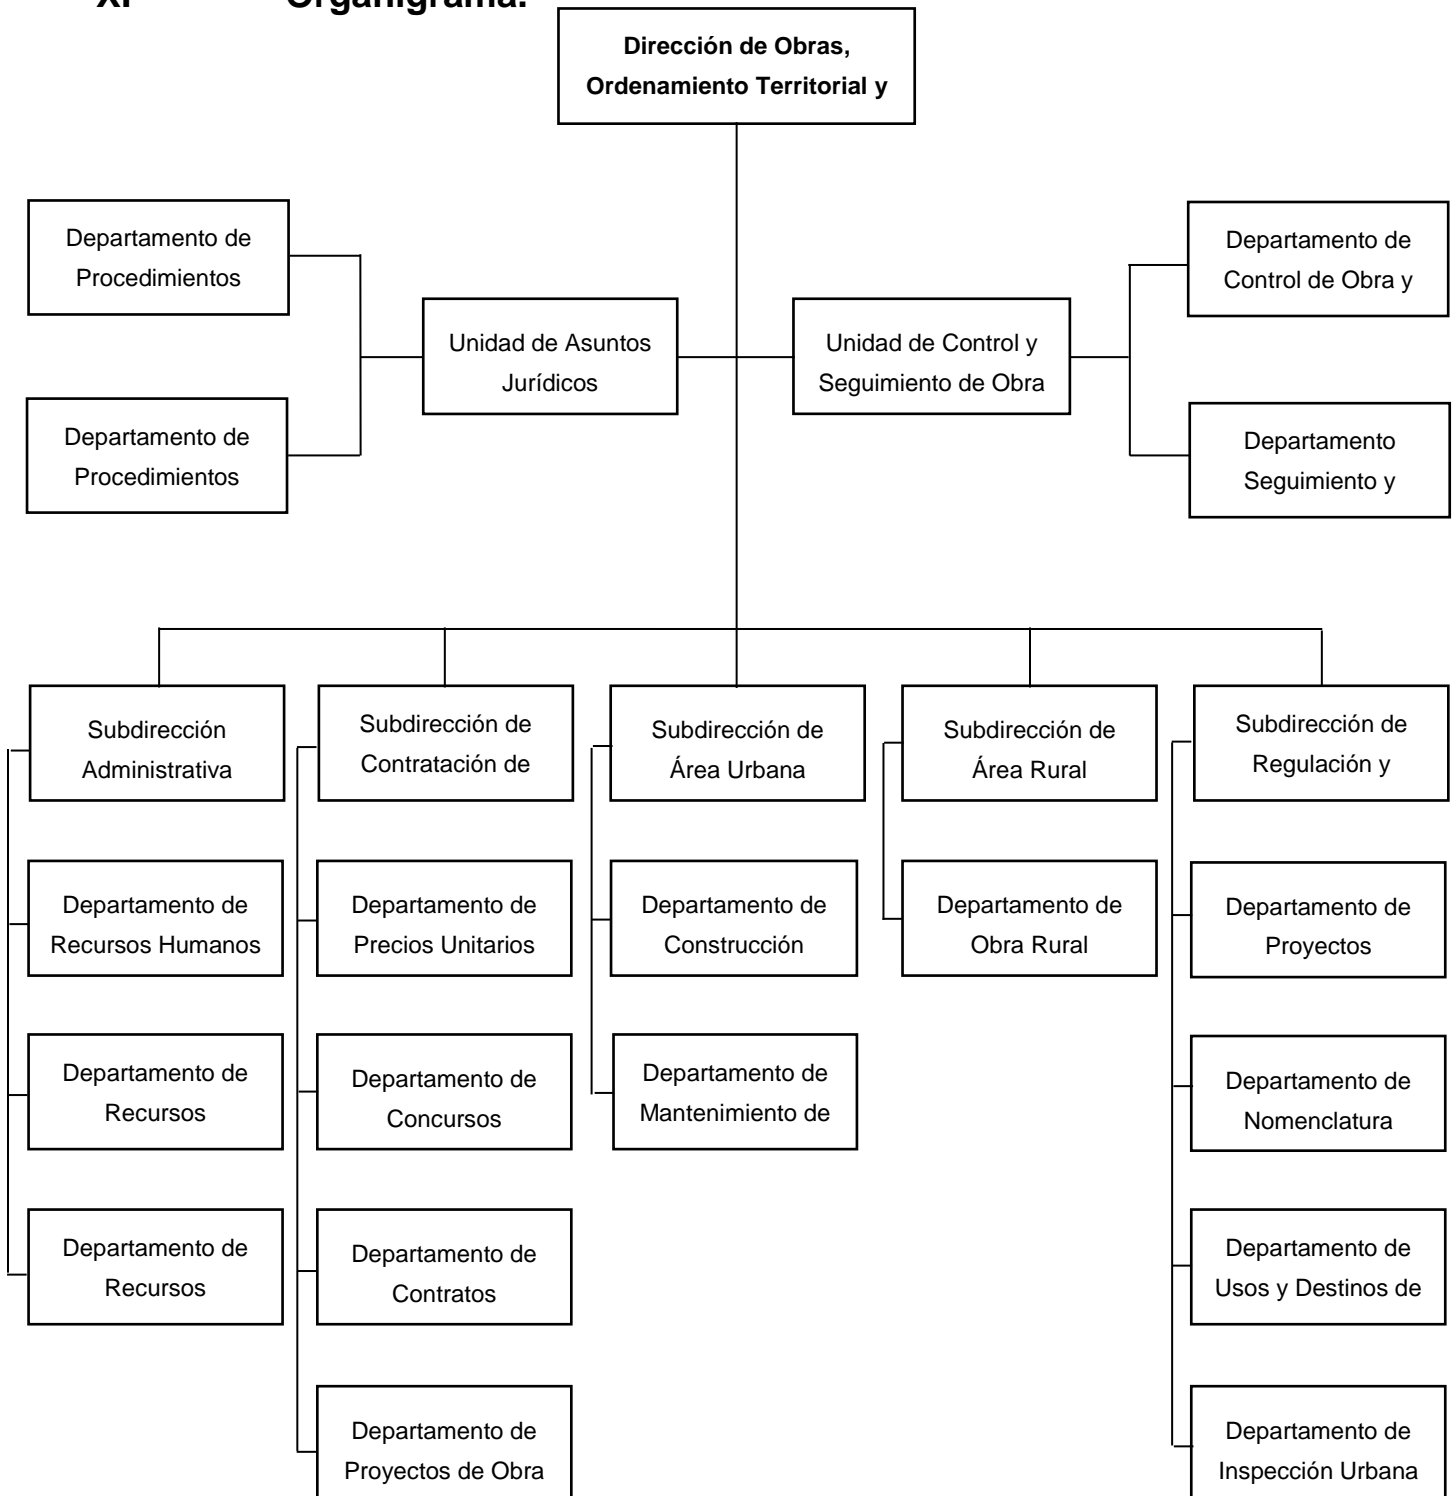 XI Organigrama.
Dirección de Obras,
Ordenamiento Territorial y
Departamento de
Procedimientos
Departamento de
Control de Obra y
Unidad de Asuntos
Jurídicos
Unidad de Control y
Seguimiento de Obra
Departamento de
Procedimientos
Departamento
Seguimiento y
Subdirección
Administrativa
Subdirección de
Contratación de
Subdirección de
Área Urbana
Subdirección de
Área Rural
Subdirección de
Regulación y
Departamento de
Recursos Humanos
Departamento de
Precios Unitarios
Departamento de
Construcción
Departamento de
Obra Rural
Departamento de
Proyectos
Departamento de
Recursos
Departamento de
Concursos
Departamento de
Mantenimiento de
Departamento de
Nomenclatura
Departamento de
Recursos
Departamento de
Contratos
Departamento de
Usos y Destinos de
Departamento de
Proyectos de Obra
Departamento de
Inspección Urbana